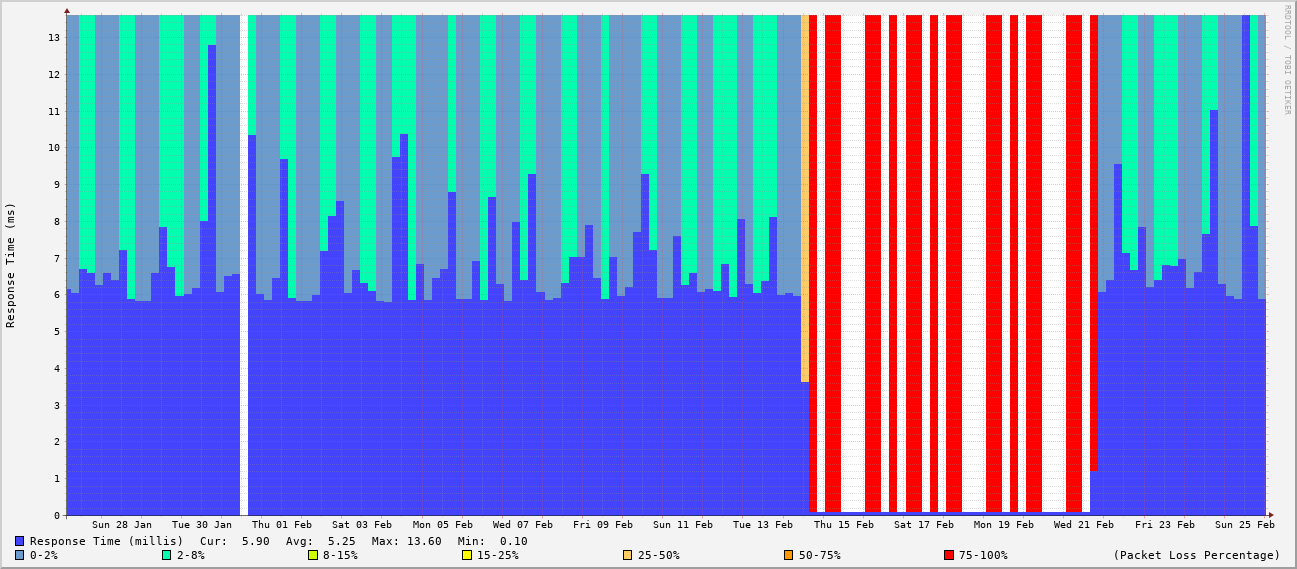 RRDTOOL / TOBI OETIKER
Response Time (ms)
13
12
11
10
9
8
7
6
5
4
3
2
1
0
Sun 28 Jan Tue 30 Jan Thu 01 Feb Sat 03 Feb Mon 05 Feb Wed 07 Feb Fri 09 Feb Sun 11 Feb Tue 13 Feb Thu 15 Feb Sat 17 Feb Mon 19 Feb Wed 21 Feb Fri 23 Feb Sun 25 Feb
Response Time (millis) Cur: 5.90 Avg: 5.25 Max: 13.60 Min: 0.10
0-2% 2-8% 8-15% 15-25% 25-50% 50-75% 75-100% (Packet Loss Percentage)